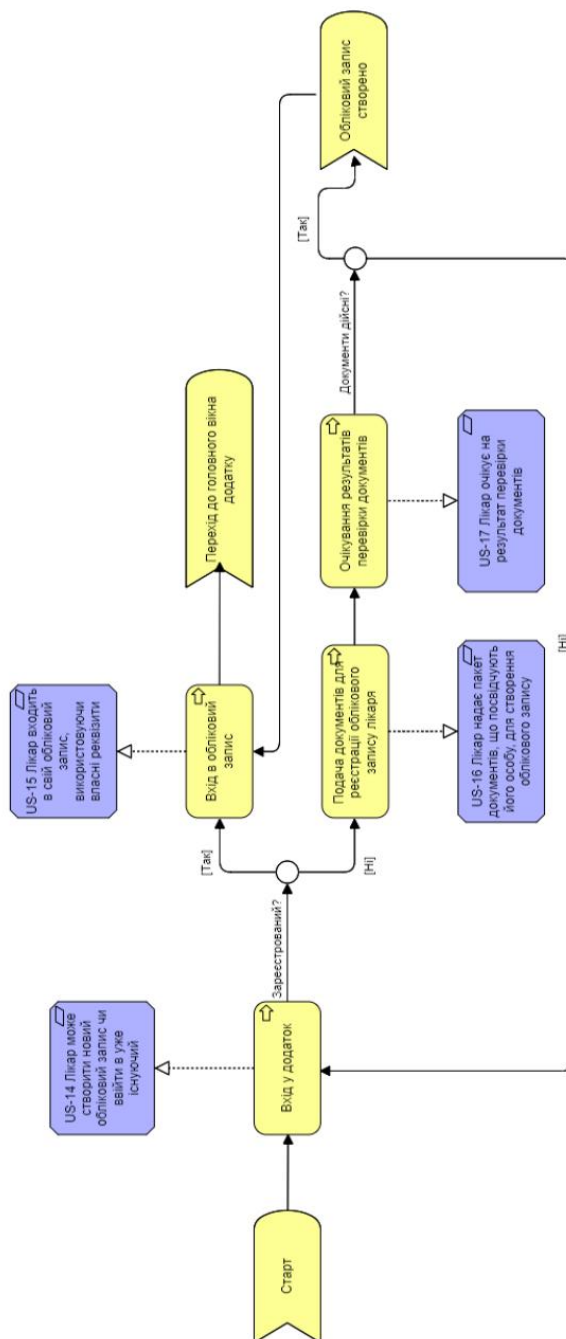 Старт
US-14 Лікар може
створити новий
обліковий запис чи
ввійти в уже
існуючий
Вхід у додаток
Зареєстрований?
[Так]
[Ні]
US-15 Лікар входить
в свій обліковий
запис,
використовуючи
власні реквізити
Вхід в обліковий
запис
Перехід до головного вікна
додатку
Подача документів для
реєстрації облікового
запису лікаря
US-16 Лікар надає пакет
документів, що посвідчують
його особу, для створення
облікового запису
Очікування результатів
перевірки документів
US-17 Лікар очікує на
результат перевірки
документів
Документи дійсні?
[Так]
[Ні]
Обліковий запис
створено